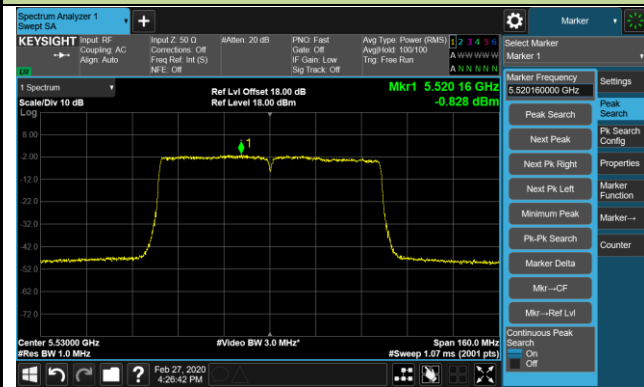 Spectrum Analyzer 1
Swept SA
Marker
KEYSIGHT
Input: RF
Coupling: AC
Align: Auto
Input Z: 50 Ω
Corrections: Off
Freq Ref: Int (S)
NFE: Off
#Atten: 20 dB
PNO: Fast
Gate: Off
IF Gain: Low
Sig Track: Off
Avg Type: Power (RMS)
Avg|Hold: 100/100
Trig: Free Run
1 2 3 4 5 6
A W W W W W
A N N N N N
Select Marker
Marker 1
1 Spectrum
Scale/Div 10 dB
Log
Ref Lvl Offset 18.00 dB
Ref Level 18.00 dBm
Mkr1 5.520 16 GHz
-0.828 dBm
8.00
-2.00
-12.0
-22.0
-32.0
-42.0
-52.0
-62.0
-72.0
1
Center 5.53000 GHz
#Res BW 1.0 MHz
#Video BW 3.0 MHz*
Span 160.0 MHz
#Sweep 1.07 ms (2001 pts)
Marker Frequency
5.520160000 GHz
Peak Search
Next Peak
Next Pk Right
Next Pk Left
Minimum Peak
Pk-Pk Search
Marker Delta
Mkr→CF
Mkr→Ref Lvl
Continuous Peak
Search
On
Off
Settings
Peak
Search
Pk Search
Config
Properties
Marker
Function
Marker→
Counter
Feb 27, 2020
4:26:42 PM